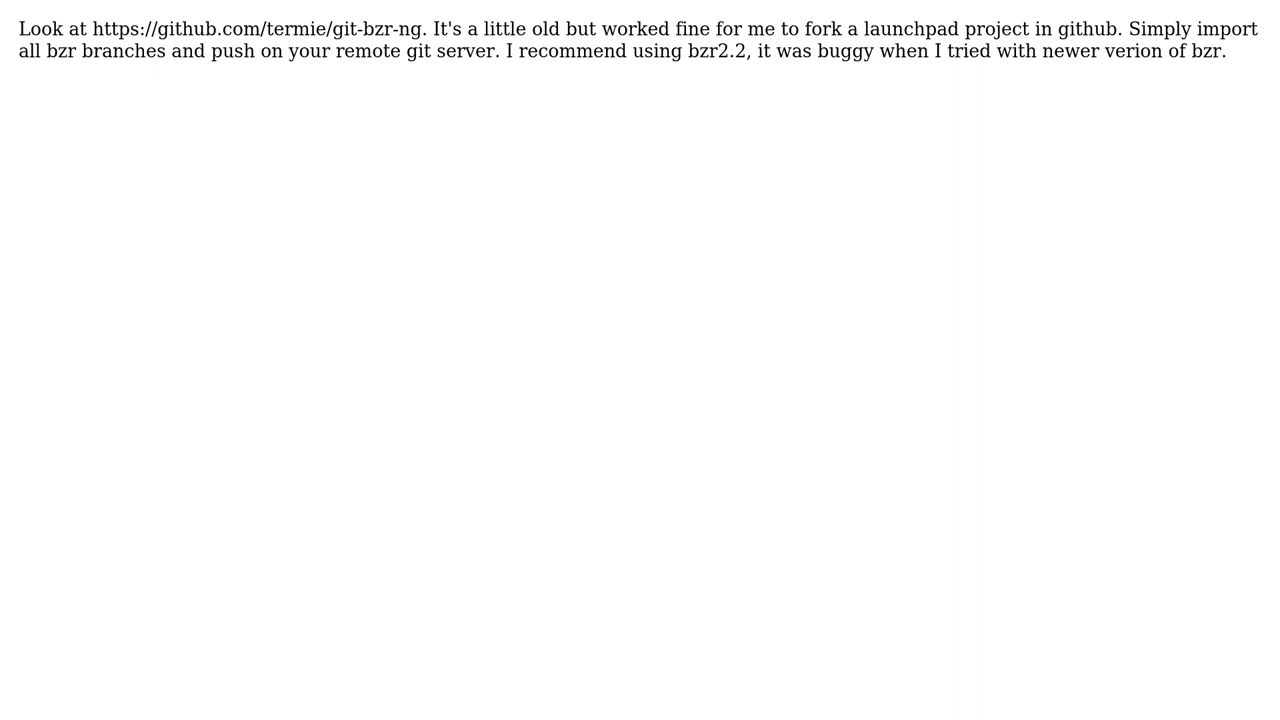 Look at https://github.com/termie/git-bzr-ng. It's a little old but worked fine for me to fork a launchpad project in github. Simply import
all bzr branches and push on your remote git server. I recommend using bzr2.2, it was buggy when I tried with newer verion of bzr.